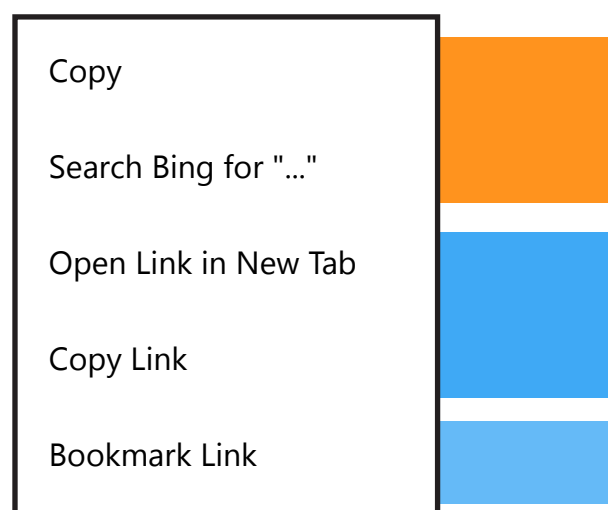 Copy
Search Bing for "..."
Open Link in New Tab
Copy Link
Bookmark Link